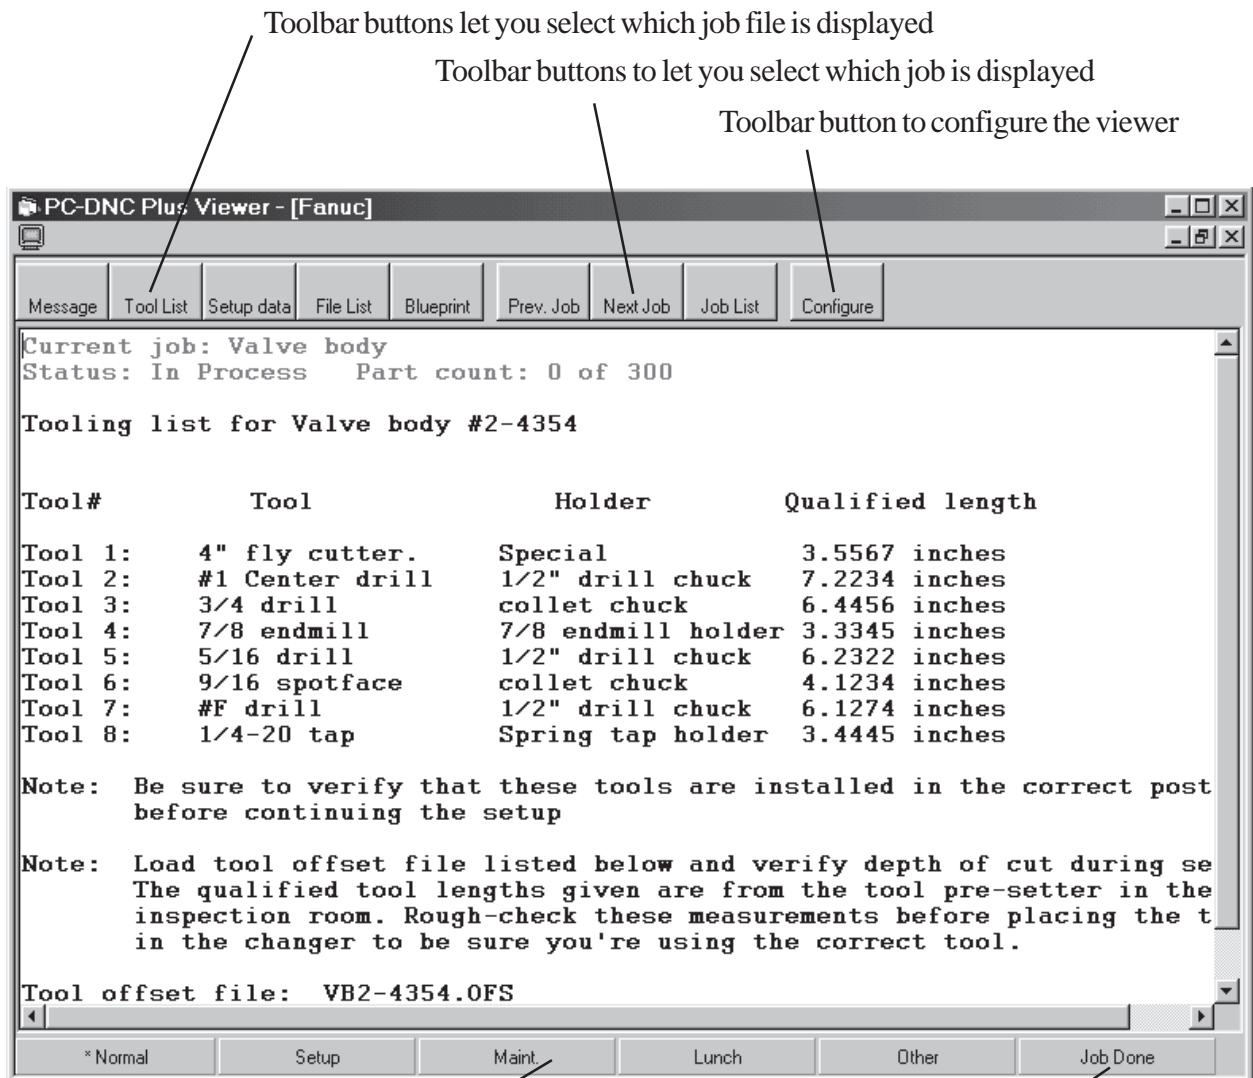 Toolbar buttons let you select which job file is displayed
Toolbar buttons to let you select which job is displayed
Toolbar button to configure the viewer
PC-DNC Plus Viewer - [Fanuc]
Message Tool List Setup data File List Blueprint Prev. Job Next Job Job List Configure
Current job: Valve body
Status: In Process Part count: 0 of 300
Tooling list for Valve body #2-4354
Tool# Tool Holder Qualified length
Tool 1: 4" fly cutter. Special 3.5567 inches
Tool 2: #1 Center drill 1/2" drill chuck 7.2234 inches
Tool 3: 3/4 drill collet chuck 6.4456 inches
Tool 4: 7/8 endmill 7/8 endmill holder 3.3345 inches
Tool 5: 5/16 drill 1/2" drill chuck 6.2322 inches
Tool 6: 9/16 spotface collet chuck 4.1234 inches
Tool 7: #F drill 1/2" drill chuck 6.1274 inches
Tool 8: 1/4-20 tap Spring tap holder 3.4445 inches
Note: Be sure to verify that these tools are installed in the correct post
before continuing the setup
Note: Load tool offset file listed below and verify depth of cut during se
The qualified tool lengths given are from the tool pre-setter in the
inspection room. Rough-check these measurements before placing the t
in the changer to be sure you're using the correct tool.
Tool offset file: VB2-4354.OFS
* Normal Setup Maint. Lunch Other Job Done